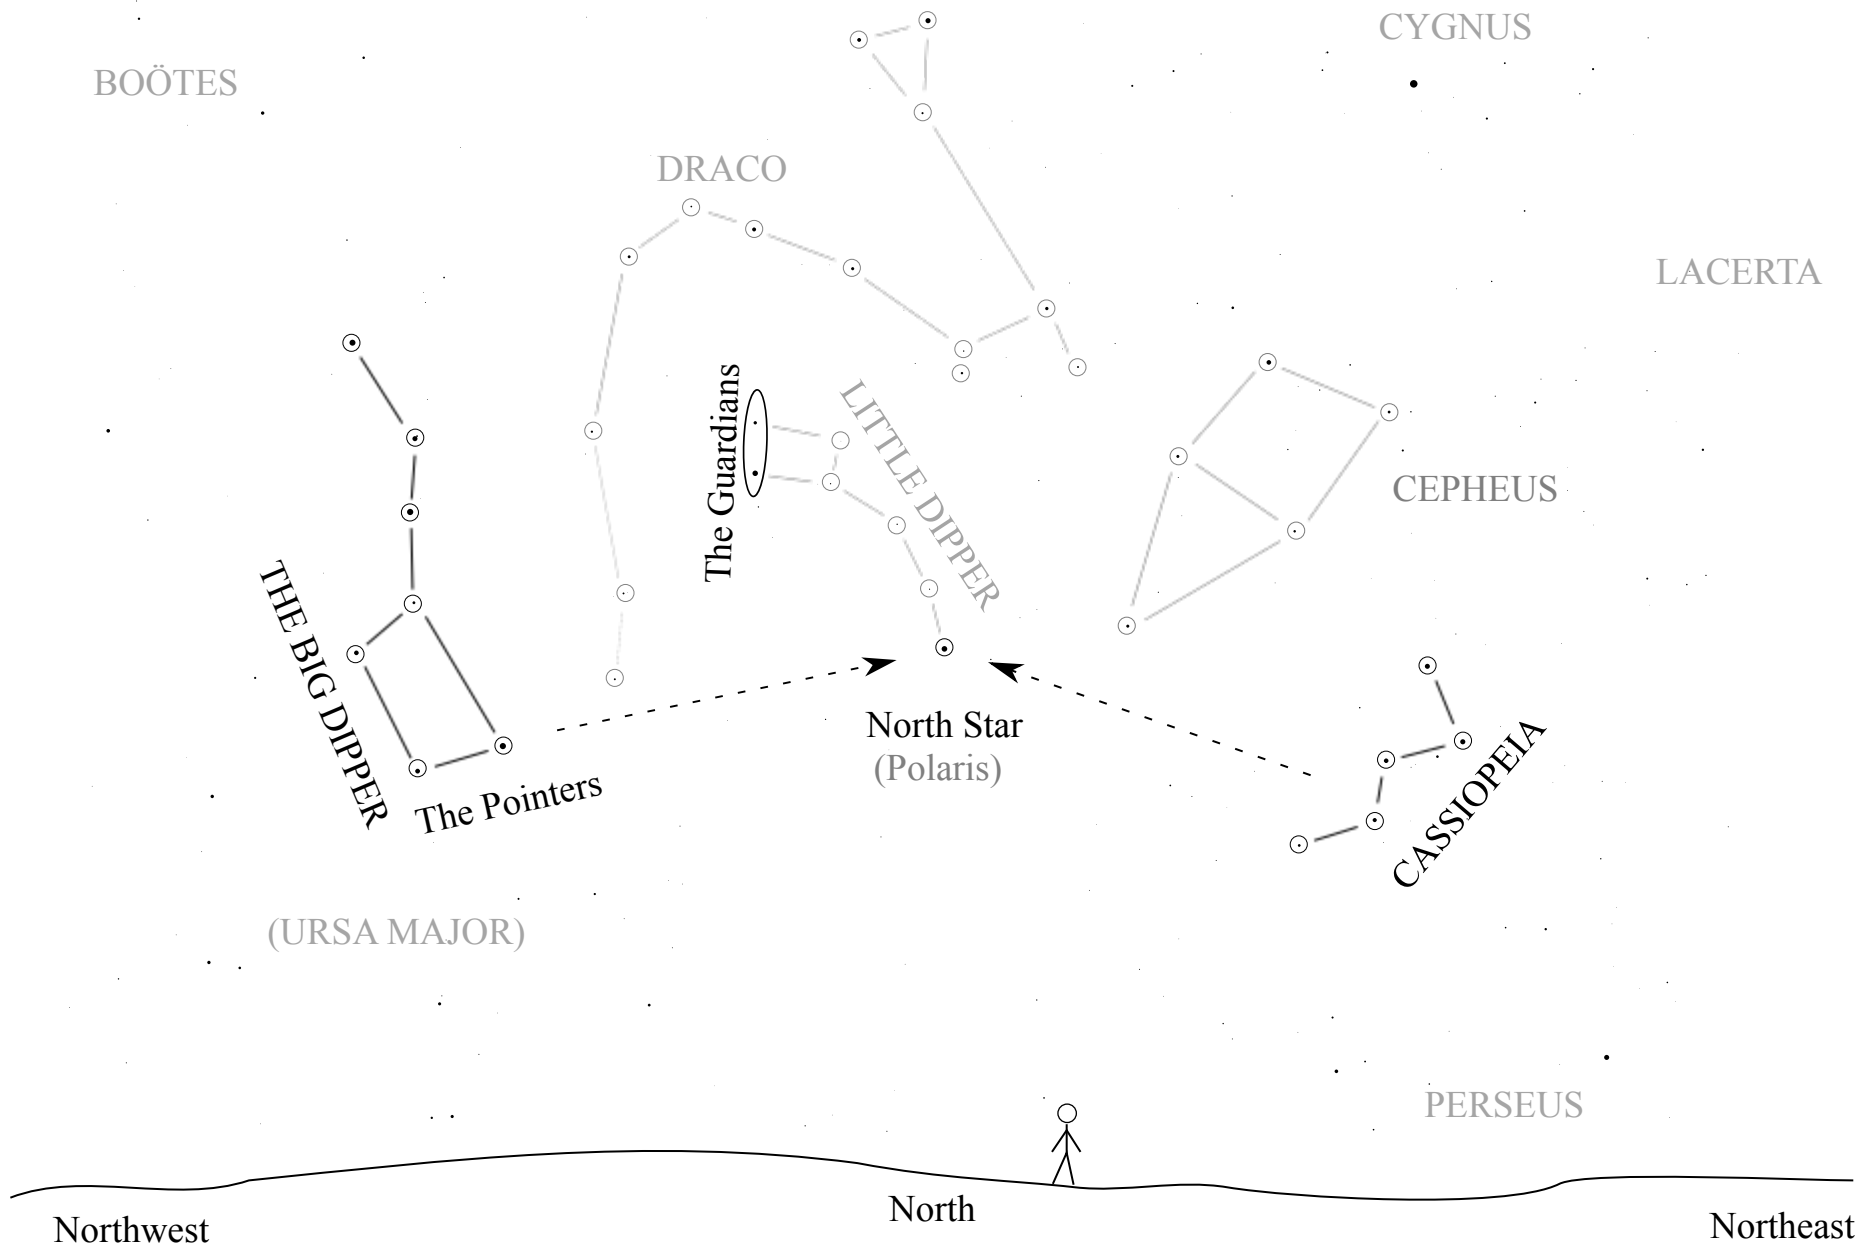 CYGNUS
BOÖTES
DRACO
LACERTA
The Guardians
LITTLE DIPPER
CEPHEUS
THE BIG DIPPER
North Star
(Polaris)
The Pointers
CASSIOPEIA
(URSA MAJOR)
PERSEUS
Northwest
North
Northeast